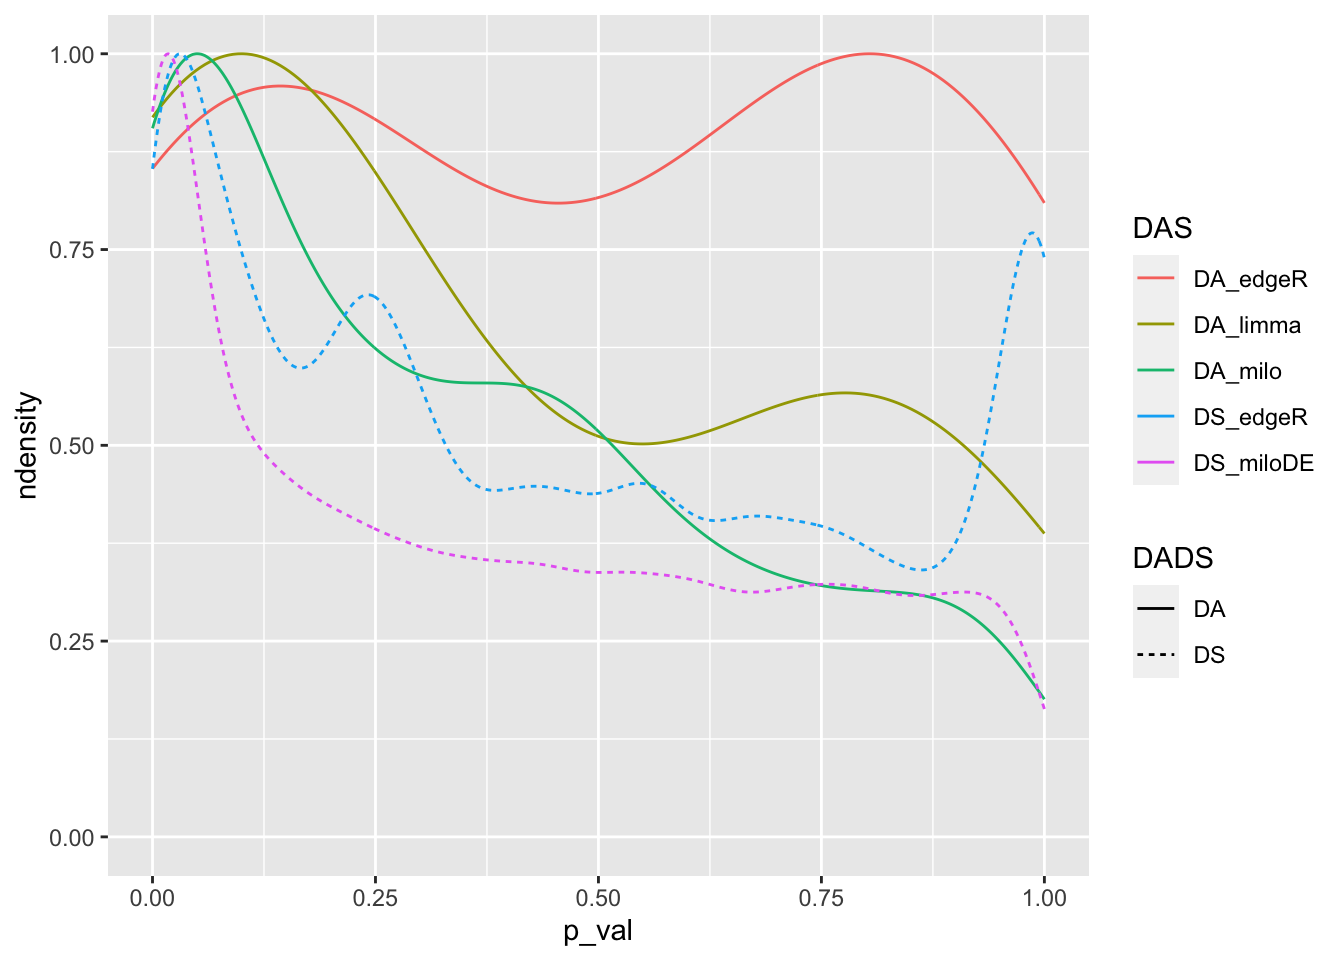 1.00
0.75
0.50
0.25
0.00
ndensity
0.00 0.25 0.50 0.75 1.00
p_val
DAS
DA_edgeR
DA_limma
DA_milo
DS_edgeR
DS_miloDE
DADS
DA
DS